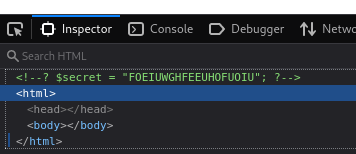 Inspector Console Debugger Netwo
Search HTML
<!--? $secret = "FOEIUWGHFEEUHOFUOIU"; ?-->
<html>
<head></head>
<body></body>
</html>